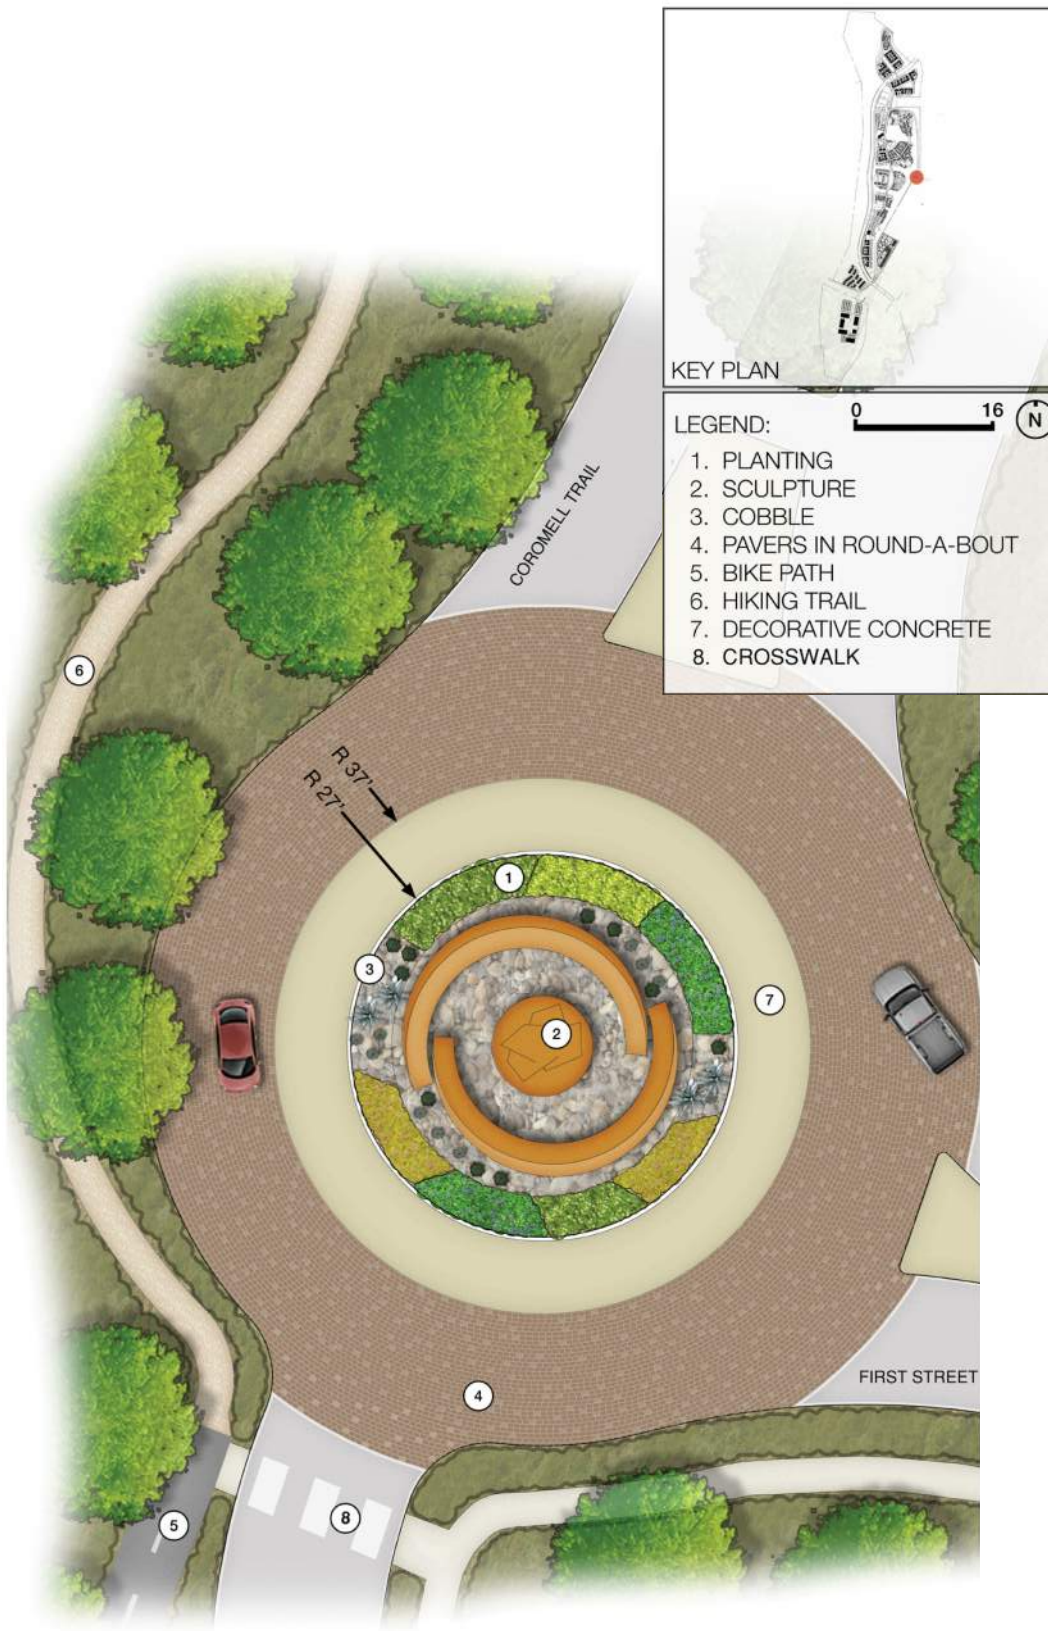 KEY PLAN
LEGEND:
0 16
N
1. PLANTING
2. SCULPTURE
3. COBBLE
4. PAVERS IN ROUND-A-BOUT
5. BIKE PATH
6. HIKING TRAIL
7. DECORATIVE CONCRETE
8. CROSSWALK
COROMELL TRAIL
6
R 37'
R 27'
1
3
7
2
FIRST STREET
4
8
5